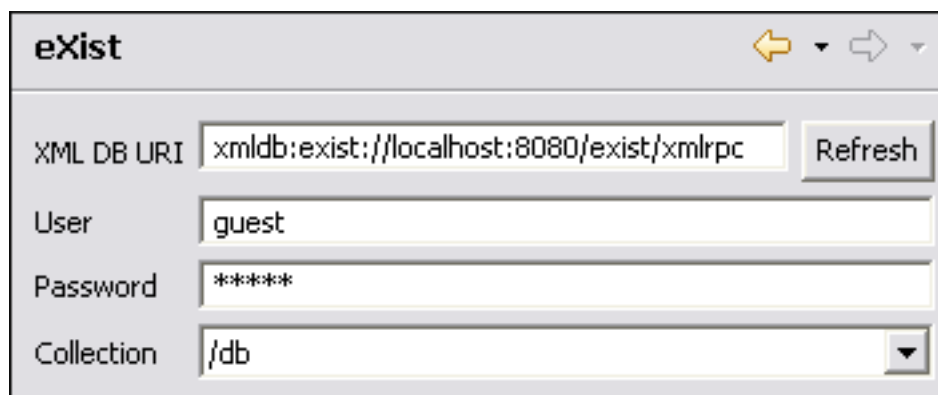 eXist
XML DB URI xmldb:exist://localhost:8080/exist/xmlrpc Refresh
User guest
Password *****
Collection /db